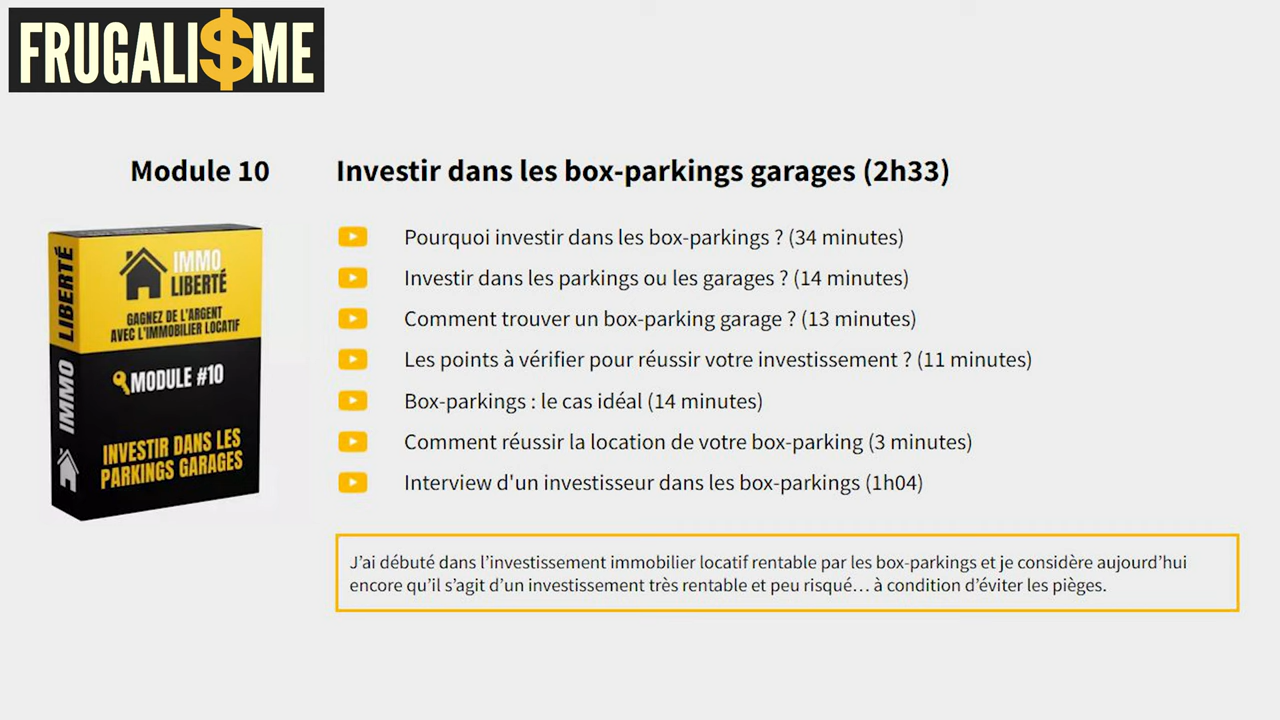 FRUGALI$ME
Module 10
Investir dans les box-parkings garages (2h33)
Pourquoi investir dans les box-parkings ? (34 minutes)
Investir dans les parkings ou les garages ? (14 minutes)
Comment trouver un box-parking garage ? (13 minutes)
Les points à vérifier pour réussir votre investissement ? (11 minutes)
Box-parkings : le cas idéal (14 minutes)
Comment réussir la location de votre box-parking (3 minutes)
Interview d'un investisseur dans les box-parkings (1h04)
IMMO LIBERTÉ
IMMO
LIBERTÉ
GAGNEZ DE L'ARGENT
AVEC L'IMMOBILIER LOCATIF
MODULE #10
INVESTIR DANS LES
PARKINGS GARAGES
J’ai débuté dans l’investissement immobilier locatif rentable par les box-parkings et je considère aujourd’hui
encore qu’il s’agit d’un investissement très rentable et peu risqué… à condition d’éviter les pièges.